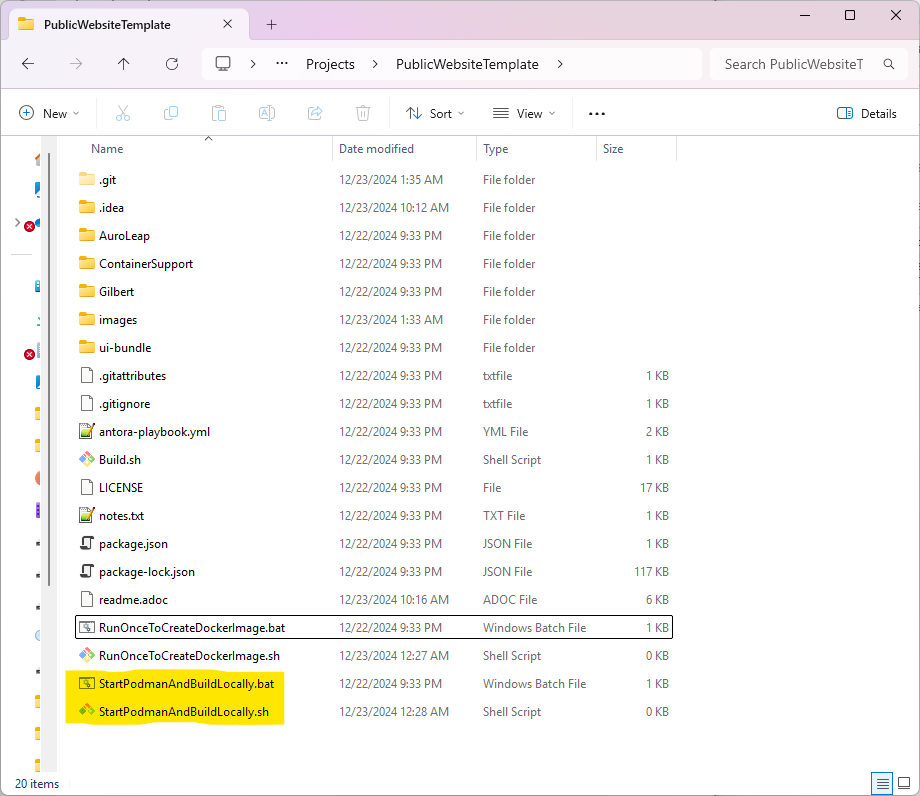 PublicWebsiteTemplate
Projects PublicWebsiteTemplate Search PublicWebsiteT
New Sort View Details
Name Date modified Type Size
.git 12/23/2024 1:35 AM File folder
.idea 12/23/2024 10:12 AM File folder
AuroLeap 12/22/2024 9:33 PM File folder
ContainerSupport 12/22/2024 9:33 PM File folder
Gilbert 12/22/2024 9:33 PM File folder
images 12/23/2024 1:33 AM File folder
ui-bundle 12/22/2024 9:33 PM File folder
.gitattributes 12/22/2024 9:33 PM txtfile 1 KB
.gitignore 12/22/2024 9:33 PM txtfile 1 KB
antora-playbook.yml 12/22/2024 9:33 PM YML File 2 KB
Build.sh 12/22/2024 9:33 PM Shell Script 1 KB
LICENSE 12/22/2024 9:33 PM File 17 KB
notes.txt 12/22/2024 9:33 PM TXT File 1 KB
package.json 12/22/2024 9:33 PM JSON File 1 KB
package-lock.json 12/22/2024 9:33 PM JSON File 117 KB
readme.adoc 12/23/2024 10:16 AM ADOC File 6 KB
RunOnceToCreateDockerImage.bat 12/22/2024 9:33 PM Windows Batch File 1 KB
RunOnceToCreateDockerImage.sh 12/23/2024 12:27 AM Shell Script 0 KB
StartPodmanAndBuildLocally.bat 12/22/2024 9:33 PM Windows Batch File 1 KB
StartPodmanAndBuildLocally.sh 12/23/2024 12:28 AM Shell Script 0 KB
20 items